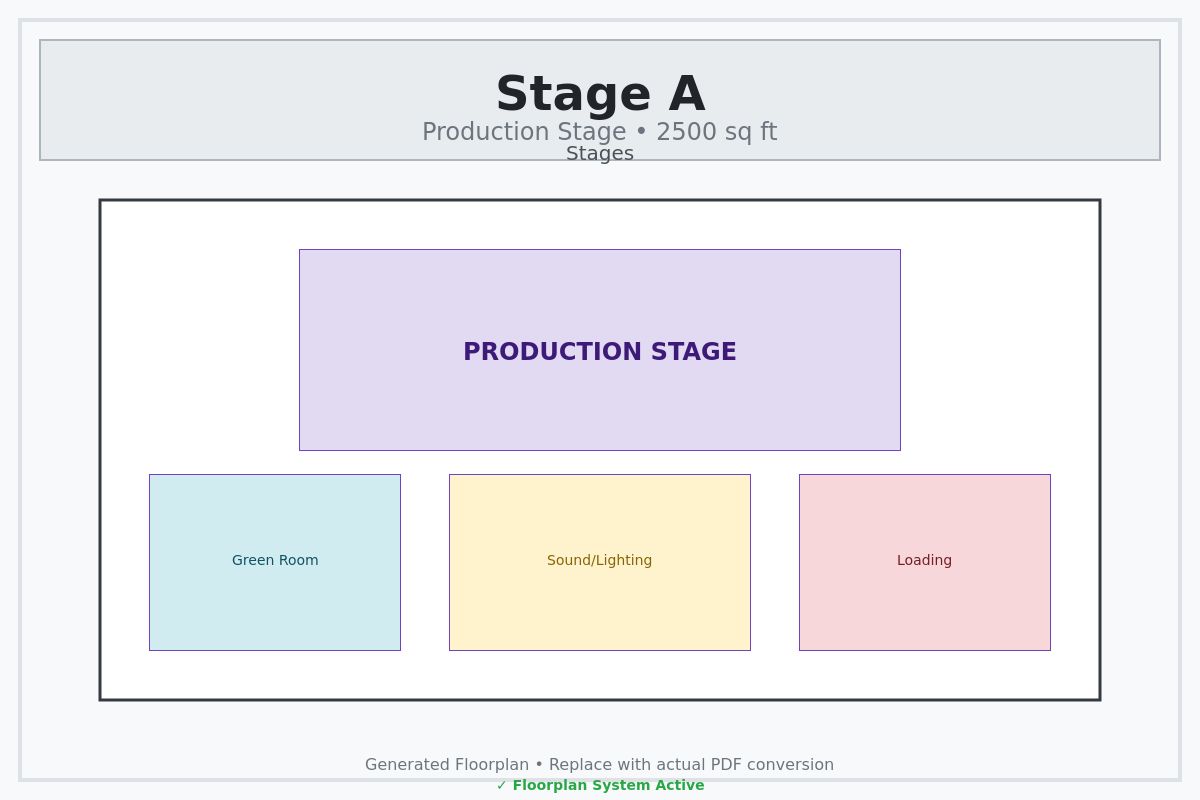 Stage A
Production Stage • 2500 sq ft
Stages
PRODUCTION STAGE
Green Room
Sound/Lighting
Loading
Generated Floorplan • Replace with actual PDF conversion
✓ Floorplan System Active